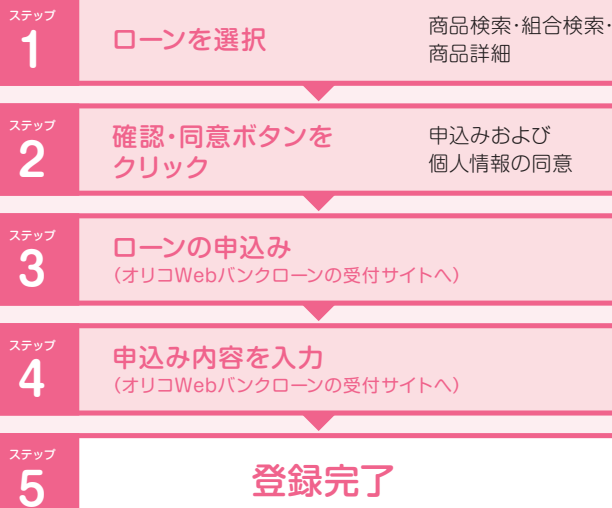 ステップ
1
ローンを選択
商品検索・組合検索・
商品詳細
ステップ
2
確認・同意ボタンを
クリック
申込みおよび
個人情報の同意
ステップ
3
ローンの申込み
(オリコWebバンクローンの受付サイトへ)
ステップ
4
申込み内容を入力
(オリコWebバンクローンの受付サイトへ)
ステップ
5
登録完了